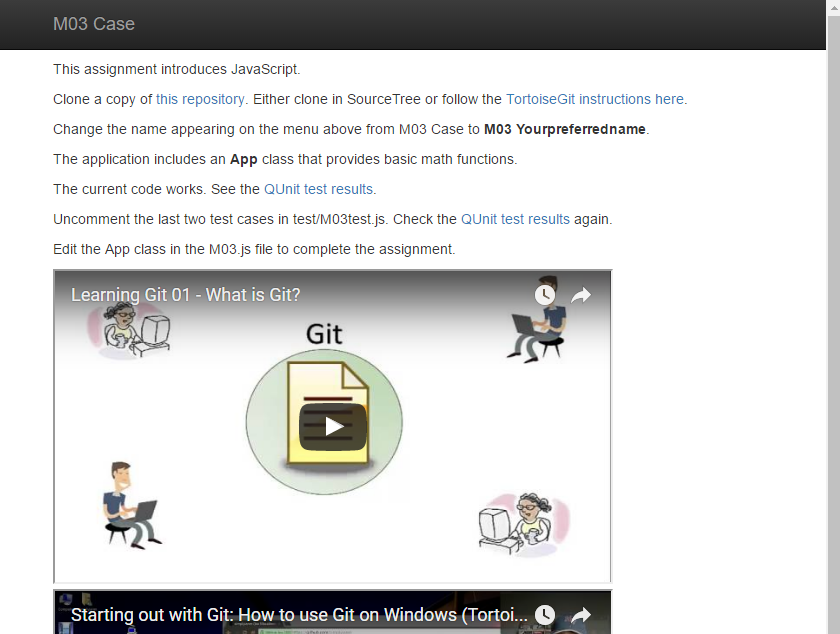 M03 Case
This assignment introduces JavaScript.
Clone a copy of this repository. Either clone in SourceTree or follow the TortoiseGit instructions here.
Change the name appearing on the menu above from M03 Case to M03 Yourpreferredname.
The application includes an App class that provides basic math functions.
The current code works. See the QUnit test results.
Uncomment the last two test cases in test/M03test.js. Check the QUnit test results again.
Edit the App class in the M03.js file to complete the assignment.
Learning Git 01 - What is Git?
Git
Starting out with Git: How to use Git on Windows (Tortoi...